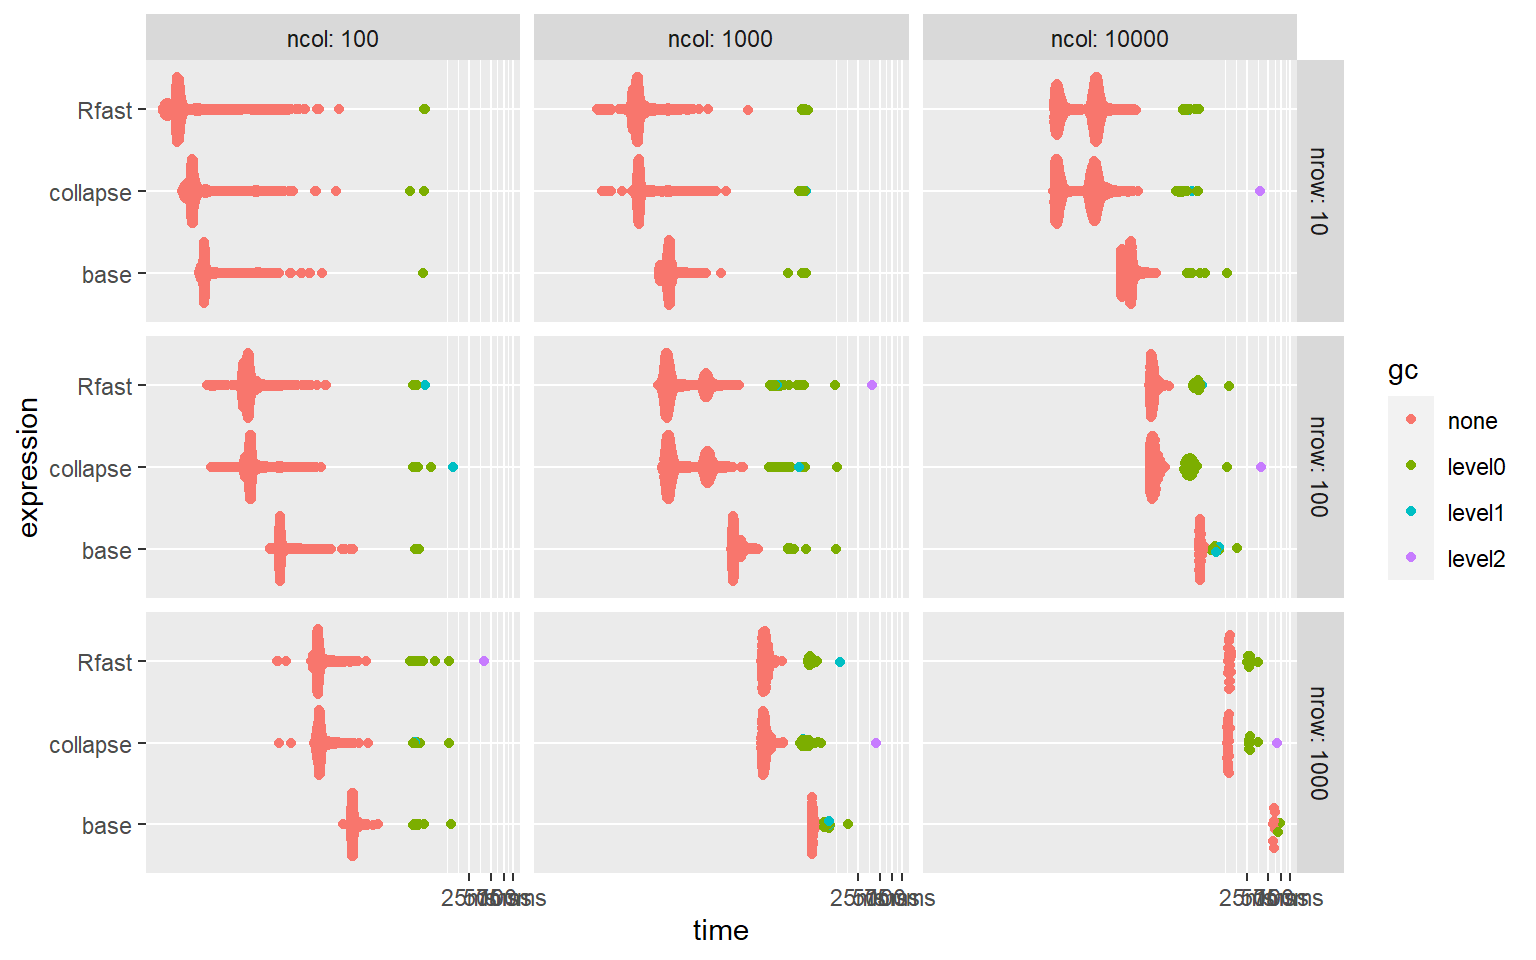 ncol: 100
ncol: 1000
ncol: 10000
Rfast
collapse
base
nrow: 10
Rfast
collapse
base
nrow: 100
Rfast
collapse
base
nrow: 1000
expression
time
gc
none
level0
level1
level2